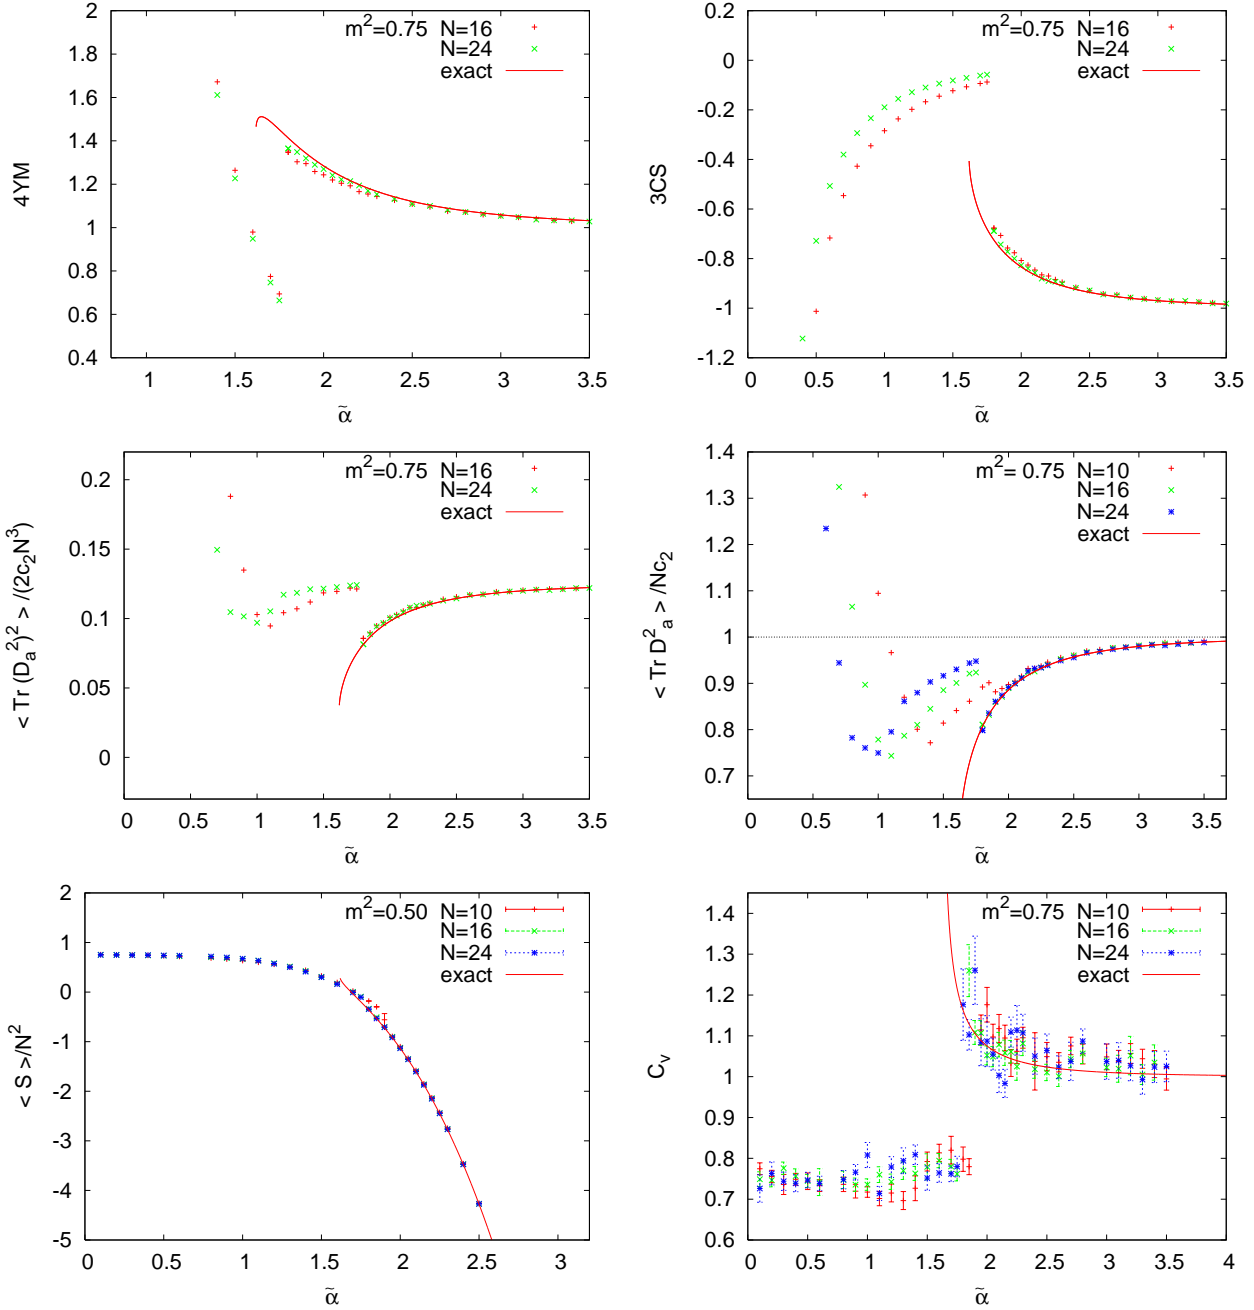 m²=0.75 N=16
N=24
exact
4YM
2
1.8
1.6
1.4
1.2
1
0.8
0.6
0.4
1 1.5 2 2.5 3 3.5
α̃
m²=0.75 N=16
N=24
exact
3CS
0.2
0
-0.2
-0.4
-0.6
-0.8
-1
-1.2
0 0.5 1 1.5 2 2.5 3 3.5
α̃
m²=0.75 N=16
N=24
exact
< Tr (Dₐ²)² > /(2c₂N³)
0.2
0.15
0.1
0.05
0
0 0.5 1 1.5 2 2.5 3 3.5
α̃
m²= 0.75 N=10
N=16
N=24
exact
< Tr D²ₐ > /Nc₂
1.4
1.3
1.2
1.1
1
0.9
0.8
0.7
0 0.5 1 1.5 2 2.5 3 3.5
α̃
m²=0.50 N=10
N=16
N=24
exact
< S >/N²
2
1
0
-1
-2
-3
-4
-5
0 0.5 1 1.5 2 2.5 3
α̃
m²=0.75 N=10
N=16
N=24
exact
Cᵥ
1.4
1.3
1.2
1.1
1
0.9
0.8
0.7
0.6
0 0.5 1 1.5 2 2.5 3 3.5 4
α̃